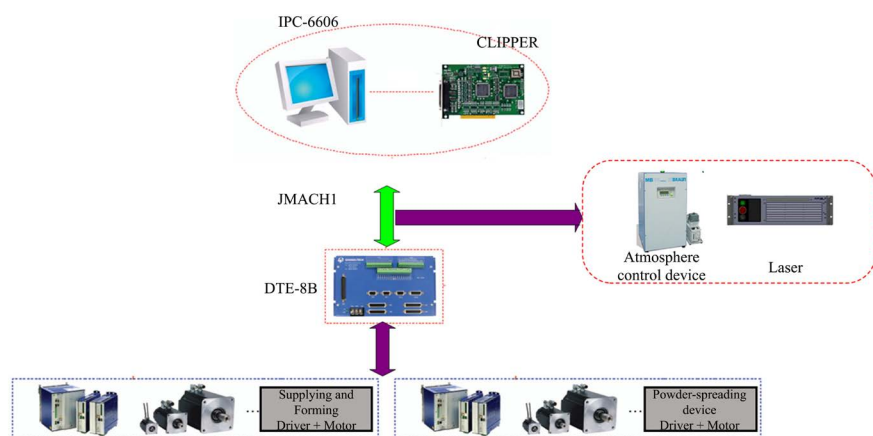 IPC-6606
CLIPPER
JMACH1
Atmosphere
control device
Laser
DTE-8B
Supplying and
Forming
Driver + Motor
Powder-spreading
device
Driver + Motor